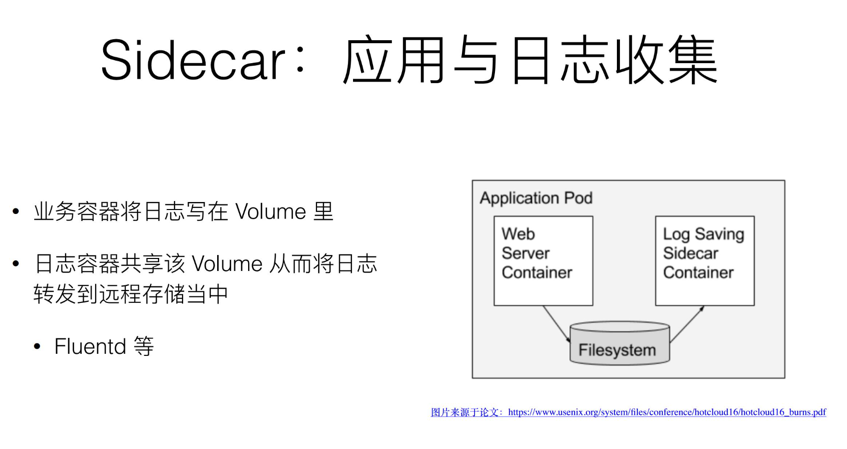 Sidecar：应用与日志收集
• 业务容器将日志写在 Volume 里
• 日志容器共享该 Volume 从而将日志
转发到远程存储当中
• Fluentd 等
Application Pod
Web
Server
Container
Log Saving
Sidecar
Container
Filesystem
图片来源于论文：https://www.usenix.org/system/files/conference/hotcloud16/hotcloud16_burns.pdf